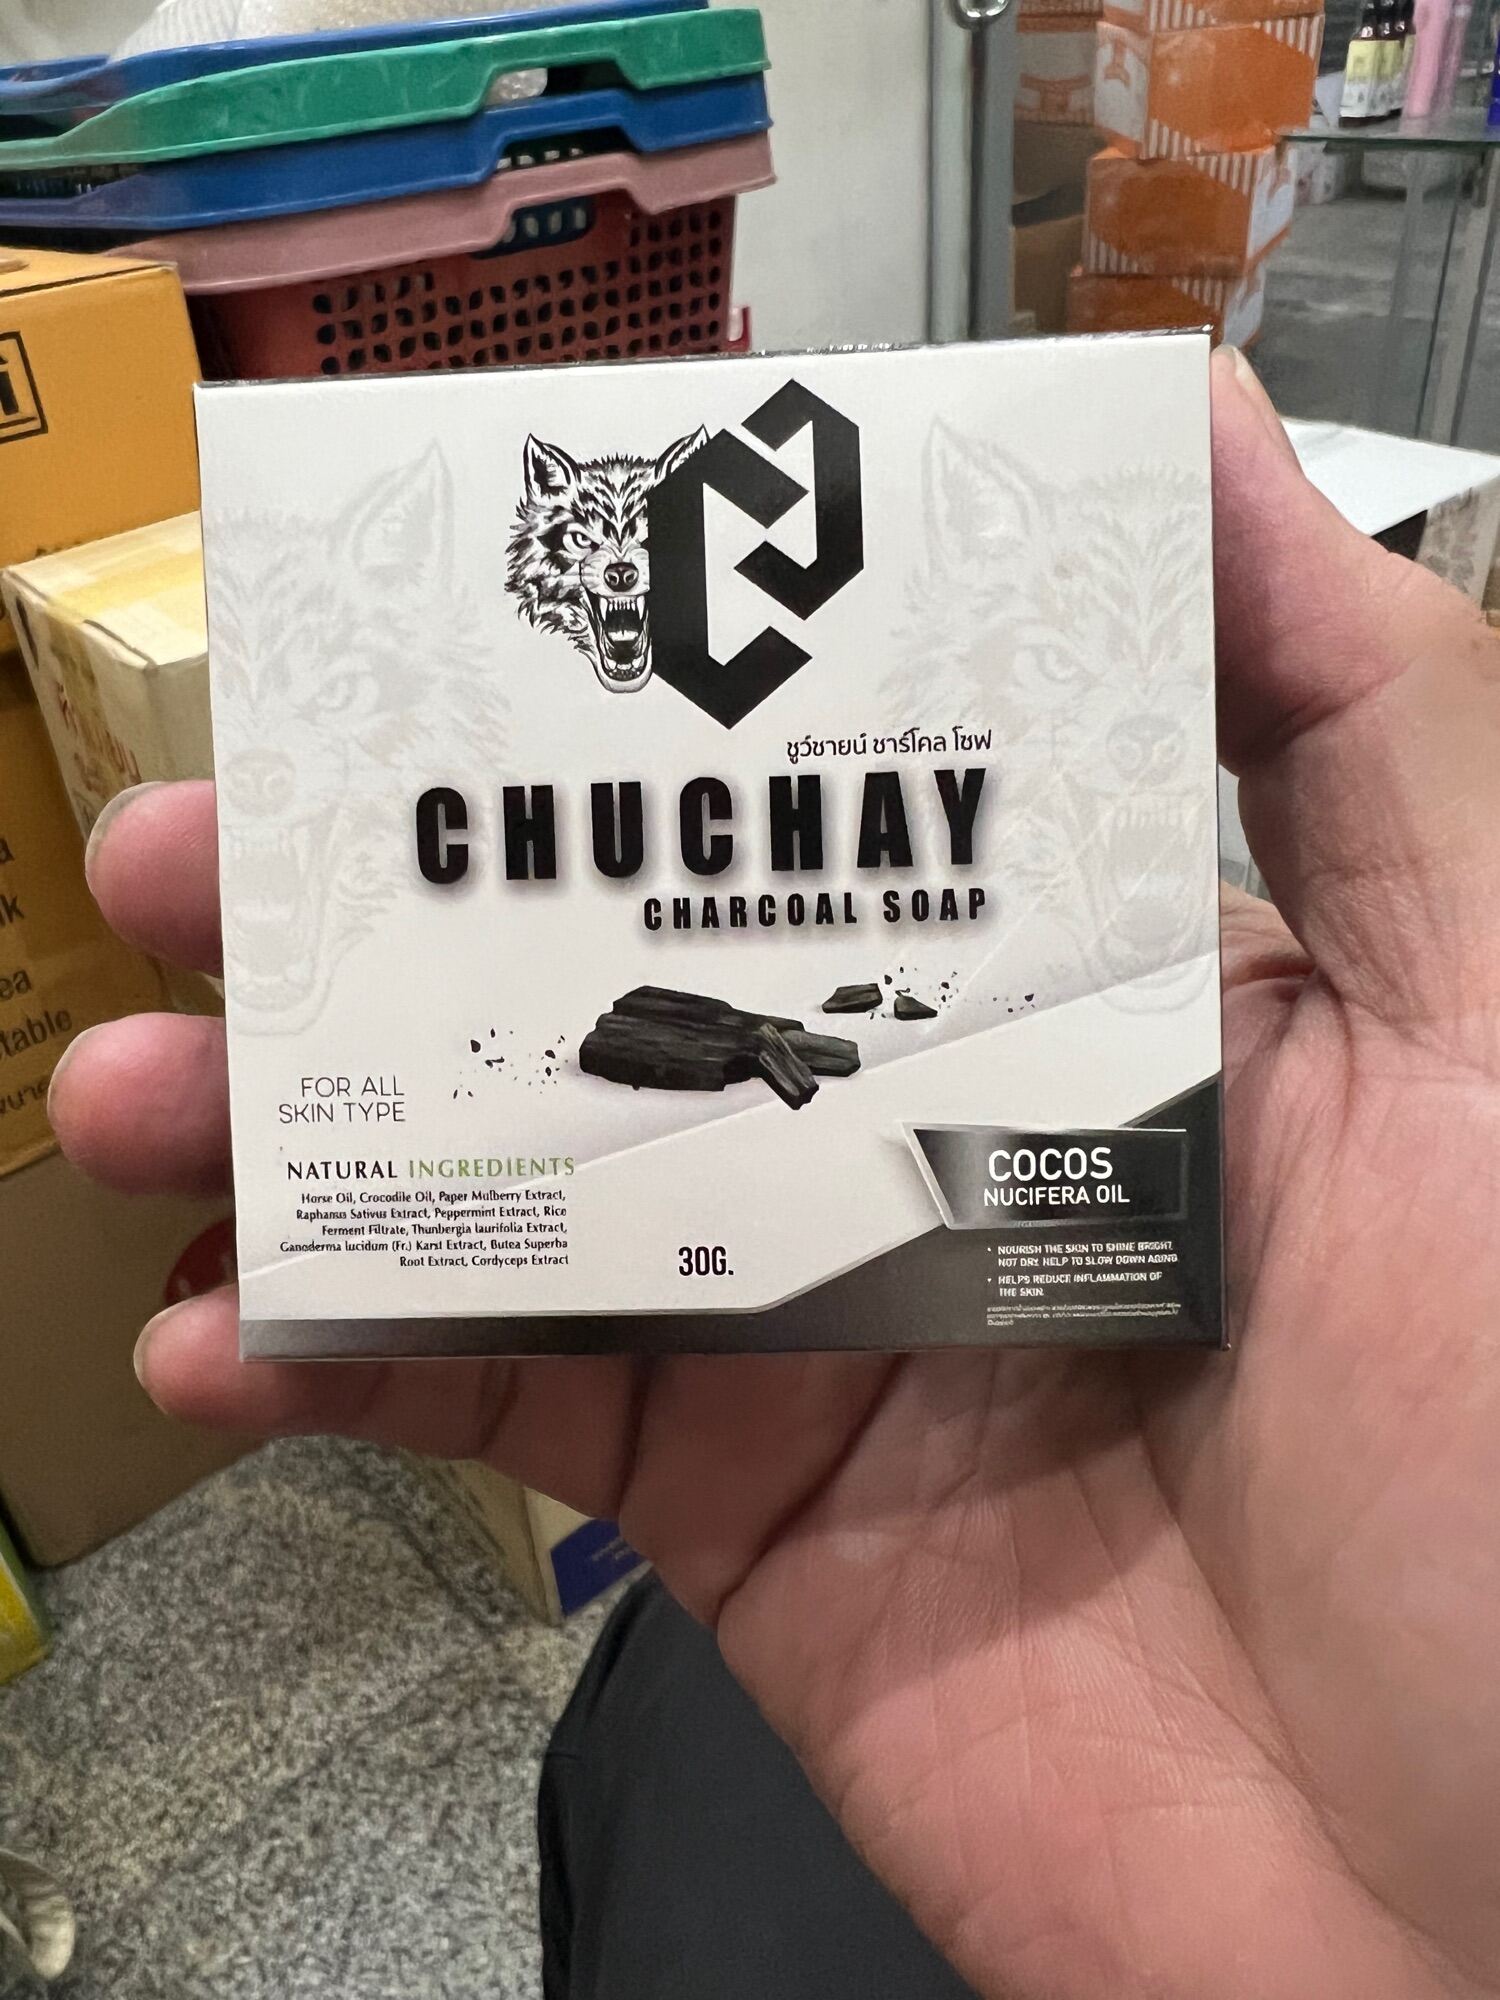 ชูว์ชายน์ ชาร์โคล โซฟ
CHUCHAY
CHARCOAL SOAP
FOR ALL
SKIN TYPE
NATURAL INGREDIENTS
Horse Oil, Crocodile Oil, Paper Mulberry Extract,
Raphanus Sativus Extract, Peppermint Extract, Rice
Ferment Filtrate, Thunbergia laurifolia Extract,
Ganoderma lucidum (Fr.) Karst Extract, Butea Superba
Root Extract, Cordyceps Extract
30G.
COCOS
NUCIFERA OIL
• NOURISH THE SKIN TO SHINE BRIGHT,
NOT DRY, HELP TO SLOW DOWN AGING
• HELPS REDUCE INFLAMMATION OF
THE SKIN.
table